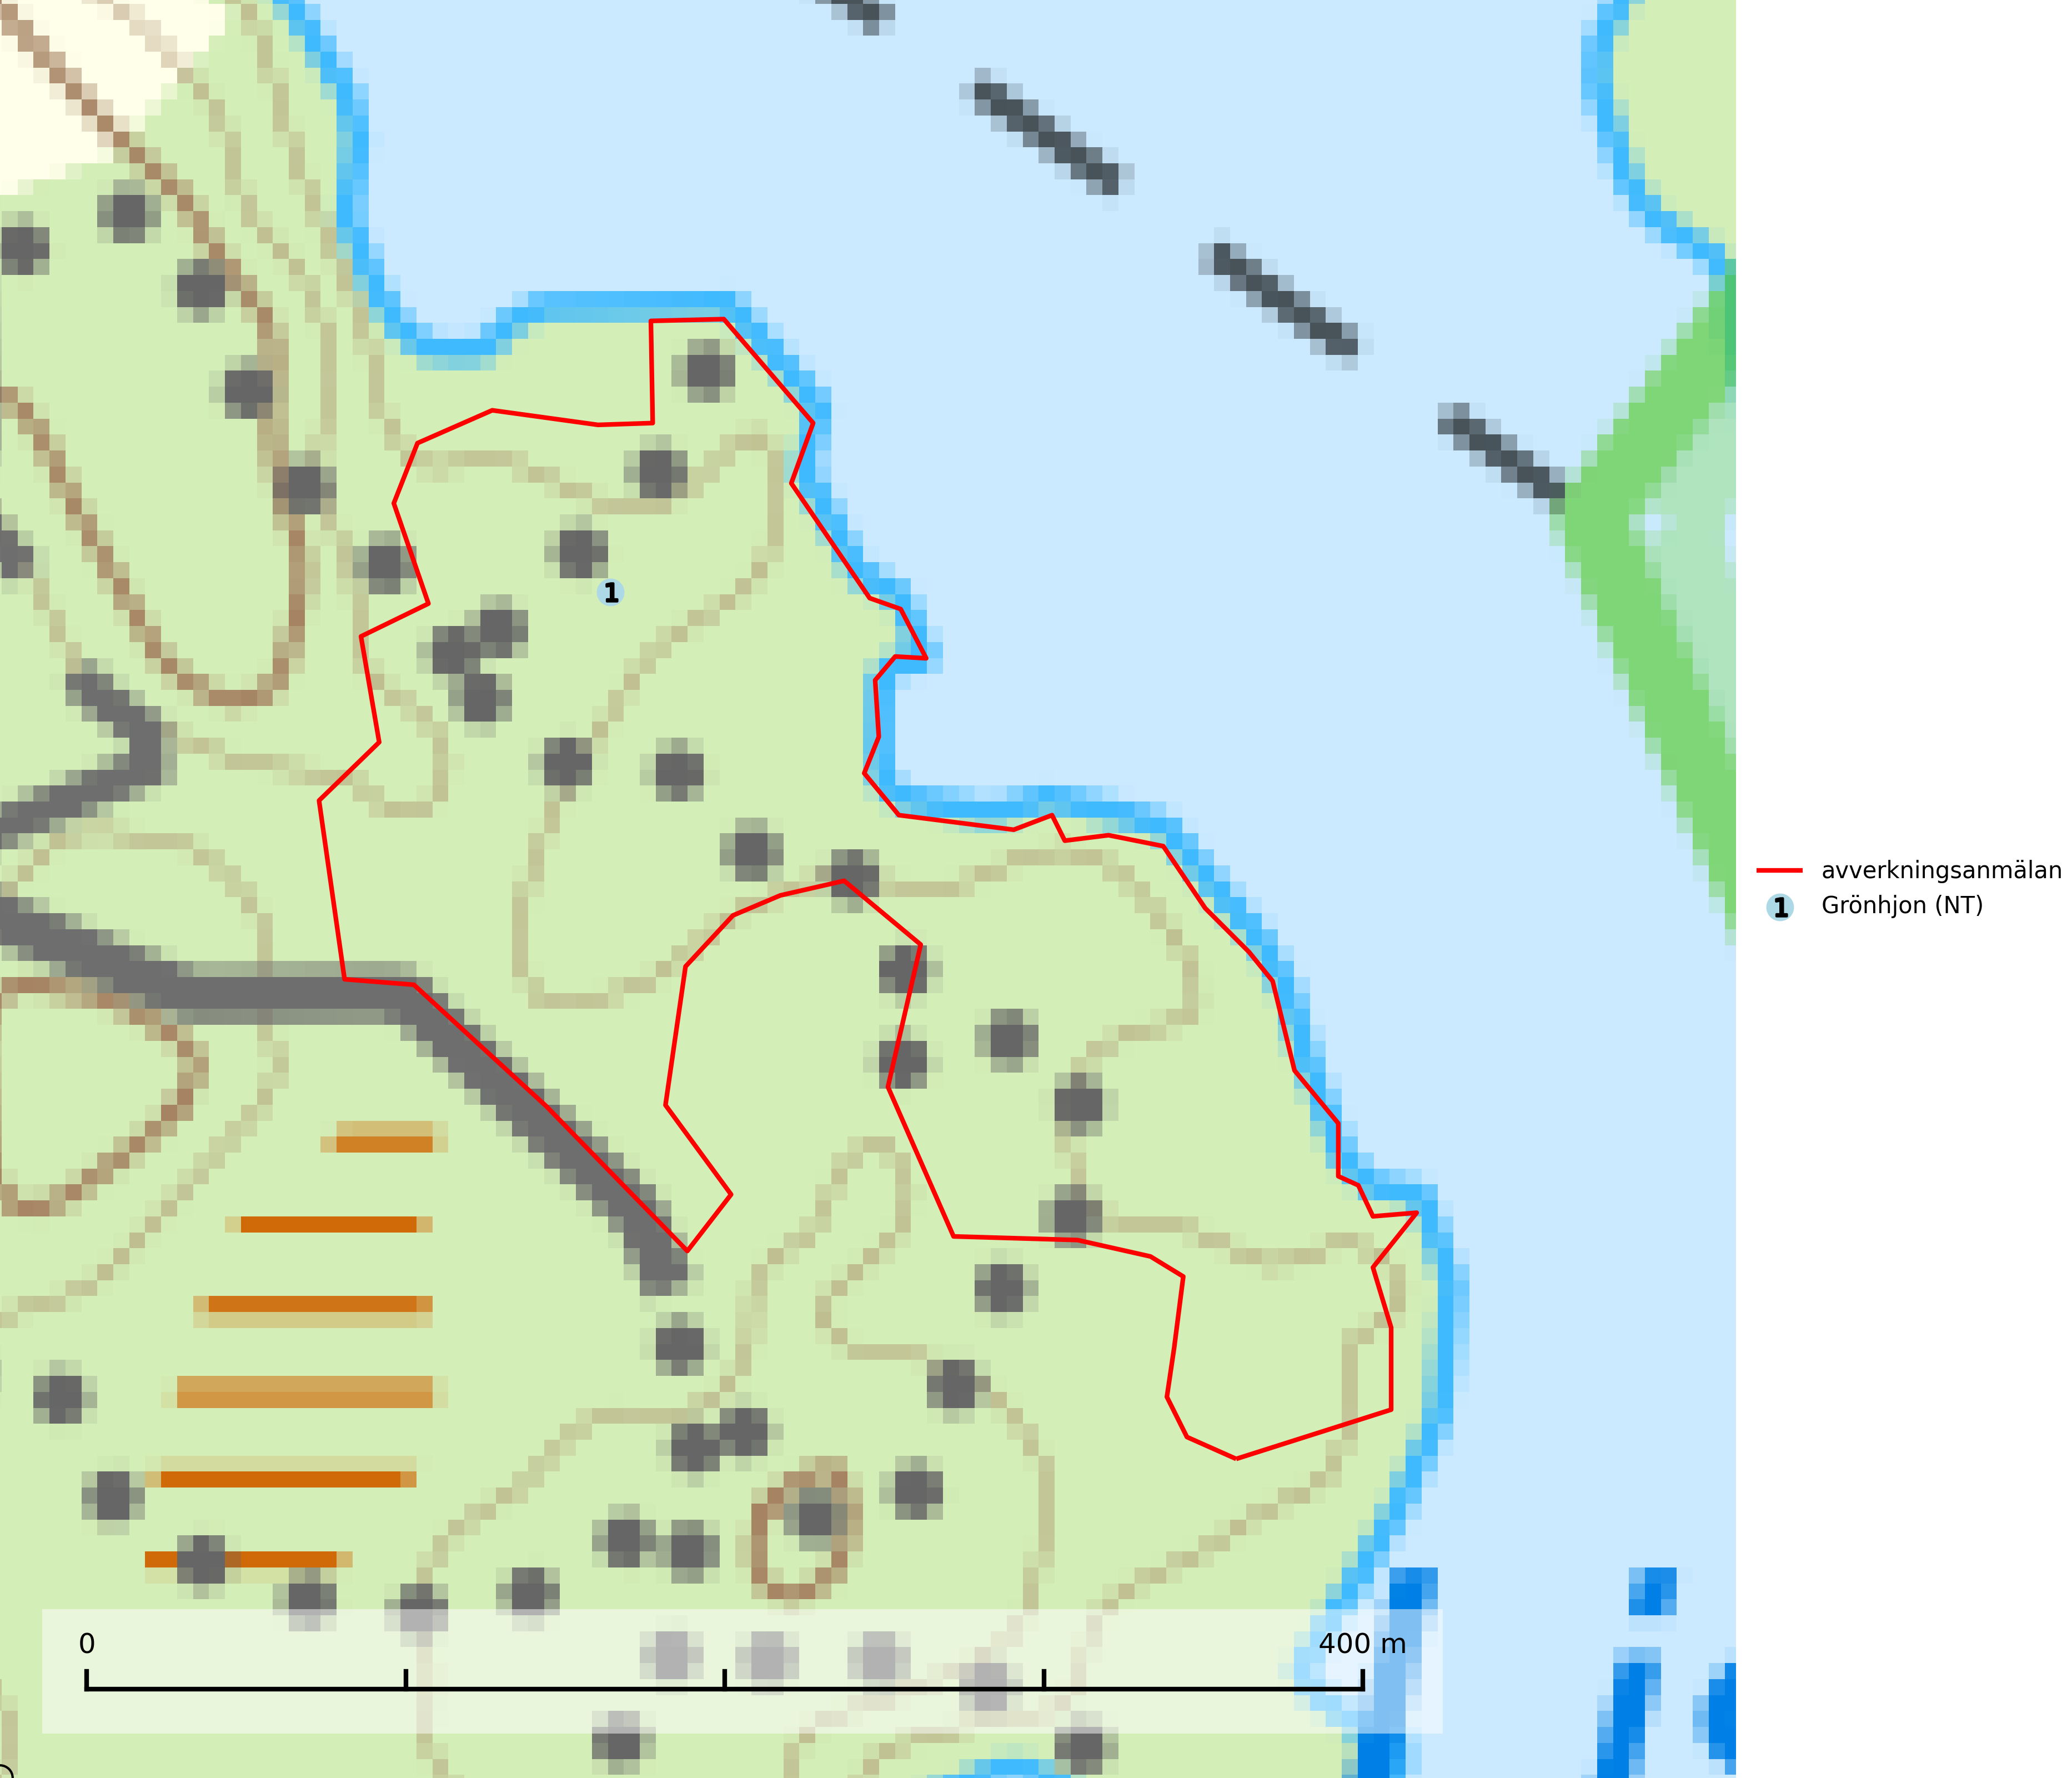 1
avverkningsanmälan
1 Grönhjon (NT)
0 400 m